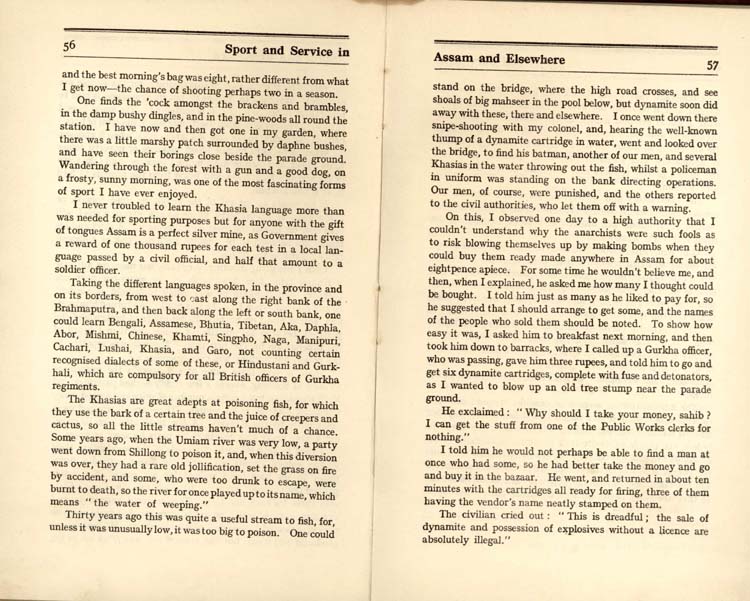 56
Sport and Service in
and the best morning's bag was eight, rather different from what
I get now—the chance of shooting perhaps two in a season.
One finds the 'cock amongst the brackens and brambles,
in the damp bushy dingles, and in the pine-woods all round the
station. I have now and then got one in my garden, where
there was a little marshy patch surrounded by daphne bushes,
and have seen their borings close beside the parade ground.
Wandering through the forest with a gun and a good dog, on
a frosty, sunny morning, was one of the most fascinating forms
of sport I have ever enjoyed.
I never troubled to learn the Khasia language more than
was needed for sporting purposes but for anyone with the gift
of tongues Assam is a perfect silver mine, as Government gives
a reward of one thousand rupees for each test in a local lan-
guage passed by a civil official, and half that amount to a
soldier officer.
Taking the different languages spoken, in the province and
on its borders, from west to east along the right bank of the
Brahmaputra, and then back along the left or south bank, one
could learn Bengali, Assamese, Bhutia, Tibetan, Aka, Daphla,
Abor, Mishmi, Chinese, Khamti, Singpho, Naga, Manipuri,
Cachari, Lushai, Khasia, and Garo, not counting certain
recognised dialects of some of these, or Hindustani and Gurk-
hali, which are compulsory for all British officers of Gurkha
regiments.
The Khasias are great adepts at poisoning fish, for which
they use the bark of a certain tree and the juice of creepers and
cactus, so all the little streams haven't much of a chance.
Some years ago, when the Umiam river was very low, a party
went down from Shillong to poison it, and, when this diversion
was over, they had a rare old jollification, set the grass on fire
by accident, and some, who were too drunk to escape, were
burnt to death, so the river for once played up to its name, which
means "the water of weeping."
Thirty years ago this was quite a useful stream to fish, for,
unless it was unusually low, it was too big to poison. One could
Assam and Elsewhere
57
stand on the bridge, where the high road crosses, and see
shoals of big mahseer in the pool below, but dynamite soon did
away with these, there and elsewhere. I once went down there
snipe-shooting with my colonel, and, hearing the well-known
thump of a dynamite cartridge in water, went and looked over
the bridge, to find his batman, another of our men, and several
Khasias in the water throwing out the fish, whilst a policeman
in uniform was standing on the bank directing operations.
Our men, of course, were punished, and the others reported
to the civil authorities, who let them off with a warning.
On this, I observed one day to a high authority that I
couldn't understand why the anarchists were such fools as
to risk blowing themselves up by making bombs when they
could buy them ready made anywhere in Assam for about
eightpence apiece. For some time he wouldn't believe me, and
then, when I explained, he asked me how many I thought could
be bought. I told him just as many as he liked to pay for, so
he suggested that I should arrange to get some, and the names
of the people who sold them should be noted. To show how
easy it was, I asked him to breakfast next morning, and then
took him down to barracks, where I called up a Gurkha officer,
who was passing, gave him three rupees, and told him to go and
get six dynamite cartridges, complete with fuse and detonators,
as I wanted to blow up an old tree stump near the parade
ground.
He exclaimed: "Why should I take your money, sahib?
I can get the stuff from one of the Public Works clerks for
nothing."
I told him he would not perhaps be able to find a man at
once who had some, so he had better take the money and go
and buy it in the bazaar. He went, and returned in about ten
minutes with the cartridges all ready for firing, three of them
having the vendor's name neatly stamped on them.
The civilian cried out: "This is dreadful; the sale of
dynamite and possession of explosives without a licence are
absolutely illegal."